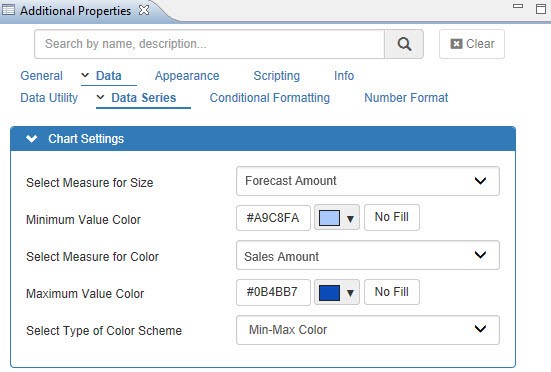 Additional Properties
Search by name, description...
Clear
General Data Appearance Scripting Info
Data Utility Data Series Conditional Formatting Number Format
Chart Settings
Select Measure for Size Forecast Amount
Minimum Value Color #A9C8FA No Fill
Select Measure for Color Sales Amount
Maximum Value Color #0B4BB7 No Fill
Select Type of Color Scheme Min-Max Color